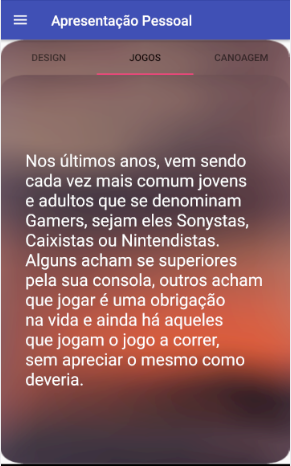 Apresentação Pessoal
DESIGN JOGOS CANOAGEM
Nos últimos anos, vem sendo
cada vez mais comum jovens
e adultos que se denominam
Gamers, sejam eles Sonystas,
Caixistas ou Nintendistas.
Alguns acham se superiores
pela sua consola, outros acham
que jogar é uma obrigação
na vida e ainda há aqueles
que jogam o jogo a correr,
sem apreciar o mesmo como
deveria.